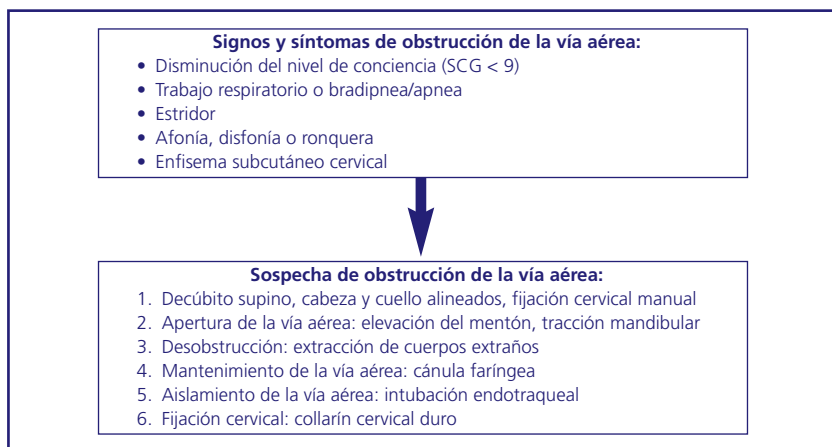 Signos y síntomas de obstrucción de la vía aérea:
• Disminución del nivel de conciencia (SCG < 9)
• Trabajo respiratorio o bradipnea/apnea
• Estridor
• Afonía, disfonía o ronquera
• Enfisema subcutáneo cervical
Sospecha de obstrucción de la vía aérea:
1. Decúbito supino, cabeza y cuello alineados, fijación cervical manual
2. Apertura de la vía aérea: elevación del mentón, tracción mandibular
3. Desobstrucción: extracción de cuerpos extraños
4. Mantenimiento de la vía aérea: cánula faríngea
5. Aislamiento de la vía aérea: intubación endotraqueal
6. Fijación cervical: collarín cervical duro